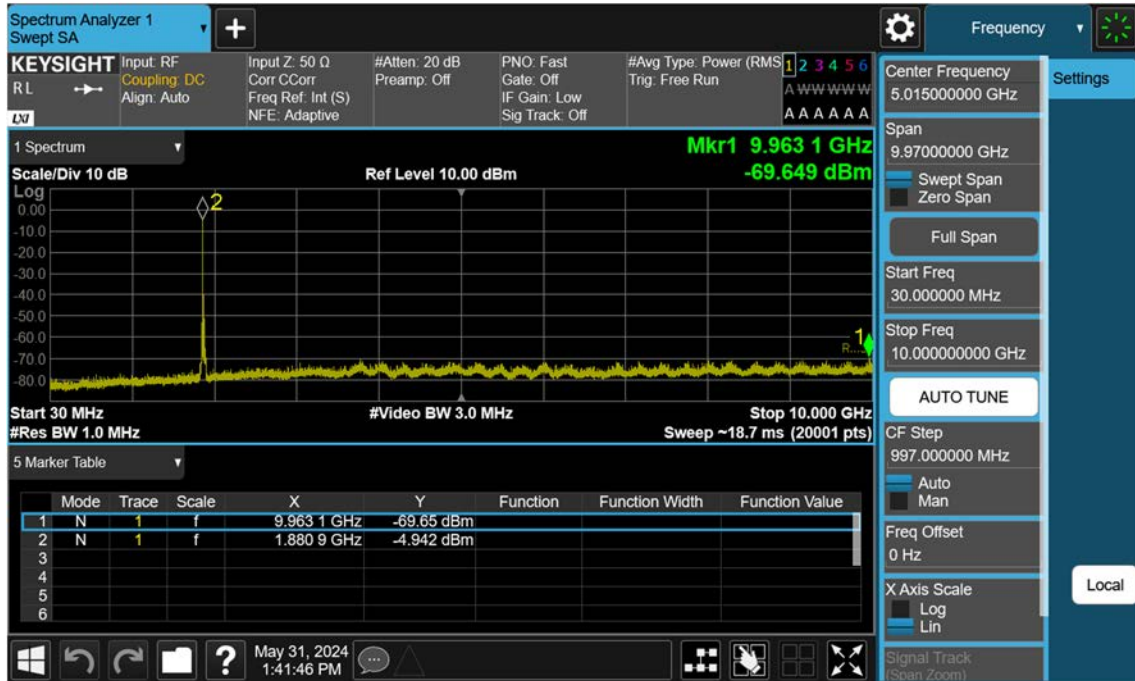 Spectrum Analyzer 1
Swept SA
+
Frequency
KEYSIGHT
RL
LXI
Input: RF
Coupling: DC
Align: Auto
Input Z: 50 Ω
Corr CCorr
Freq Ref: Int (S)
NFE: Adaptive
#Atten: 20 dB
Preamp: Off
PNO: Fast
Gate: Off
IF Gain: Low
Sig Track: Off
#Avg Type: Power (RMS
Trig: Free Run
1 2 3 4 5 6
A W W W W W
A A A A A A
1 Spectrum
Scale/Div 10 dB
Ref Level 10.00 dBm
Mkr1 9.963 1 GHz
-69.649 dBm
Log
0.00
-10.0
-20.0
-30.0
-40.0
-50.0
-60.0
-70.0
-80.0
2
1
R...
Start 30 MHz
#Video BW 3.0 MHz
Stop 10.000 GHz
#Res BW 1.0 MHz
Sweep ~18.7 ms (20001 pts)
5 Marker Table
Mode Trace Scale X Y Function Function Width Function Value
1 N 1 f 9.963 1 GHz -69.65 dBm
2 N 1 f 1.880 9 GHz -4.942 dBm
3
4
5
6
?
May 31, 2024
1:41:46 PM
Center Frequency
5.015000000 GHz
Span
9.97000000 GHz
Swept Span
Zero Span
Full Span
Start Freq
30.000000 MHz
Stop Freq
10.000000000 GHz
AUTO TUNE
CF Step
997.000000 MHz
Auto
Man
Freq Offset
0 Hz
X Axis Scale
Log
Lin
Signal Track
(Span Zoom)
Settings
Local